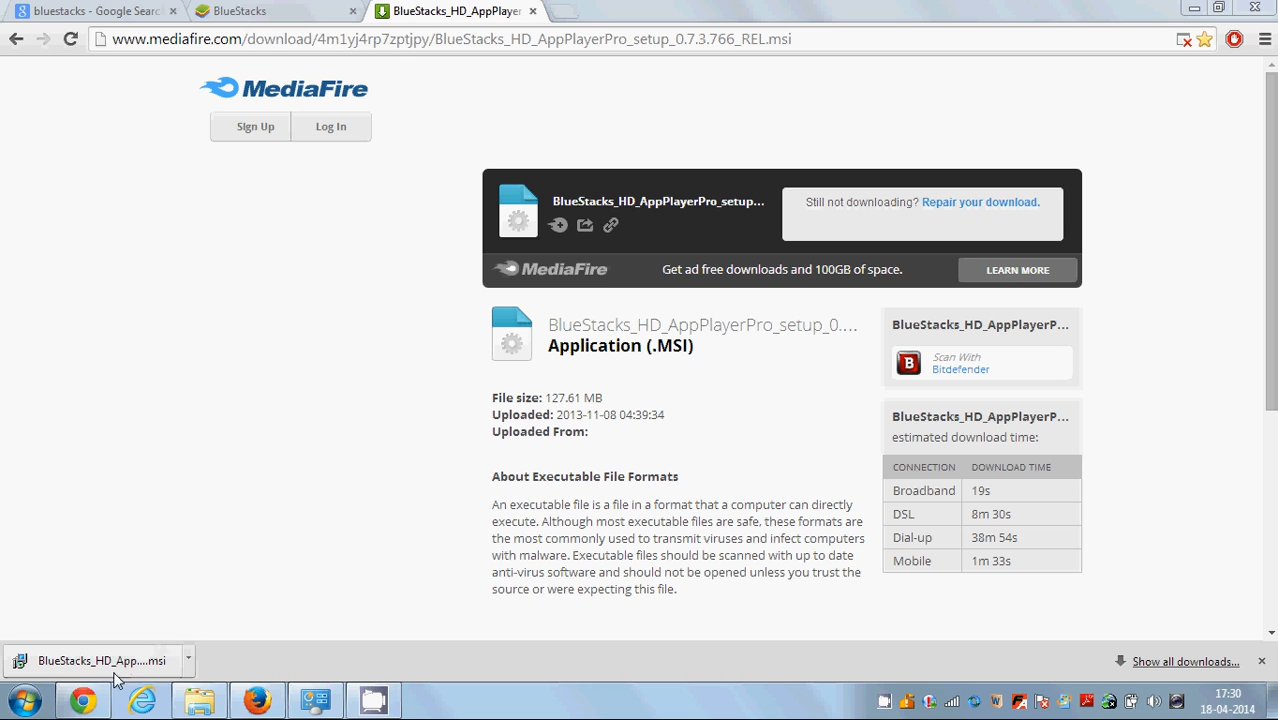 bluestacks - Google Searc
BlueStacks
BlueStacks_HD_AppPlayer
www.mediafire.com/download/4m1yj4rp7zptjpy/BlueStacks_HD_AppPlayerPro_setup_0.7.3.766_REL.msi
MediaFire
Sign Up
Log In
BlueStacks_HD_AppPlayerPro_setup...
Still not downloading? Repair your download.
MediaFire
Get ad free downloads and 100GB of space.
LEARN MORE
BlueStacks_HD_AppPlayerPro_setup_0....
Application (.MSI)
File size: 127.61 MB
Uploaded: 2013-11-08 04:39:34
Uploaded From:
About Executable File Formats
An executable file is a file in a format that a computer can directly
execute. Although most executable files are safe, these formats are
the most commonly used to transmit viruses and infect computers
with malware. Executable files should be scanned with up to date
anti-virus software and should not be opened unless you trust the
source or were expecting this file.
BlueStacks_HD_AppPlayerP...
B
Scan With
Bitdefender
BlueStacks_HD_AppPlayerP...
estimated download time:
CONNECTION DOWNLOAD TIME
Broadband 19s
DSL 8m 30s
Dial-up 38m 54s
Mobile 1m 33s
BlueStacks_HD_App....msi
Show all downloads...
17:30
18-04-2014